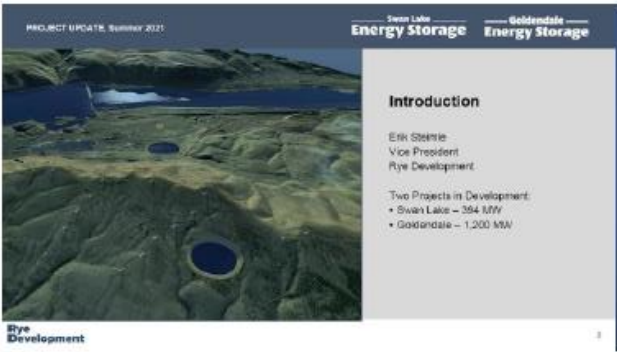 PROJECT UPDATE, Summer 2021
Swan Lake
Energy Storage
Goldendale
Energy Storage
Introduction
Erik Steimle
Vice President
Rye Development
Two Projects in Development:
• Swan Lake – 394 MW
• Goldendale – 1,200 MW
Rye
Development